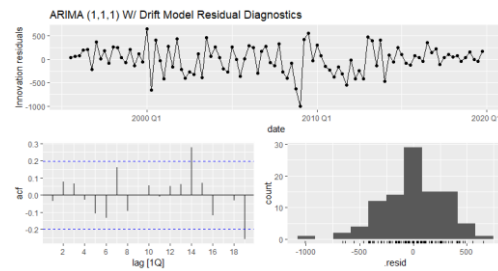 ARIMA (1,1,1) W/ Drift Model Residual Diagnostics
Innovation residuals
500
0
-500
-1000
2000 Q1
2010 Q1
2020 Q1
date
acf
0.3
0.2
0.1
0.0
-0.1
-0.2
2 4 6 8 10 12 14 16 18
lag [1Q]
count
30
20
10
0
-1000 -500 0 500
.resid